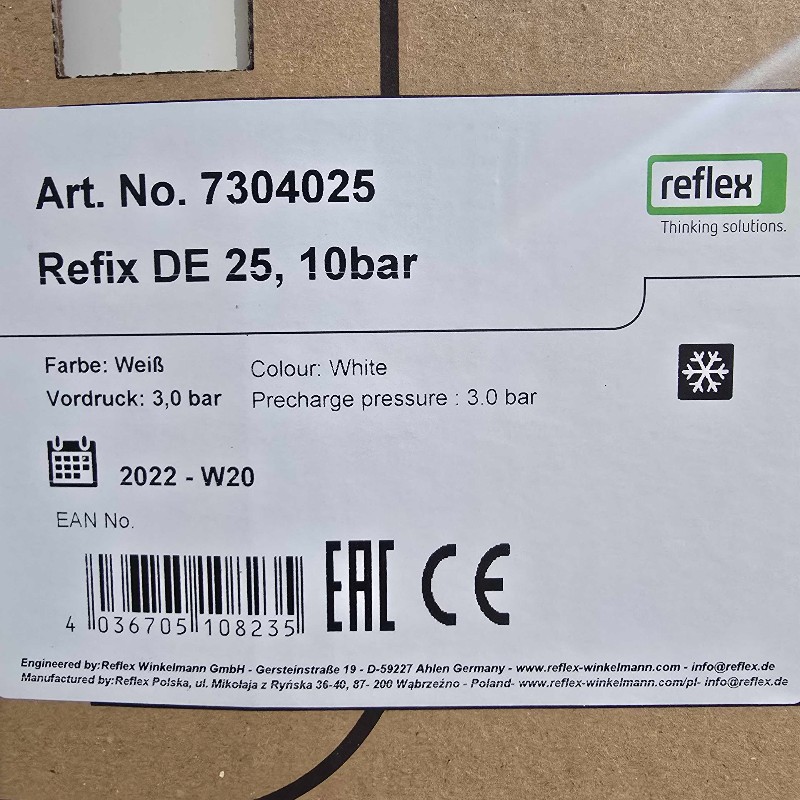 Art. No. 7304025
reflex
Thinking solutions.
Refix DE 25, 10bar
Farbe: Weiß
Colour: White
Vordruck: 3,0 bar
Precharge pressure : 3.0 bar
2022 - W20
EAN No.
4 036705 108235
EAC CE
Engineered by:Reflex Winkelmann GmbH - Gersteinstraße 19 - D-59227 Ahlen Germany - www.reflex-winkelmann.com - info@reflex.de
Manufactured by:Reflex Polska, ul. Mikołaja z Ryńska 36-40, 87- 200 Wąbrzeźno - Poland- www.reflex-winkelmann.com/pl- info@reflex.de